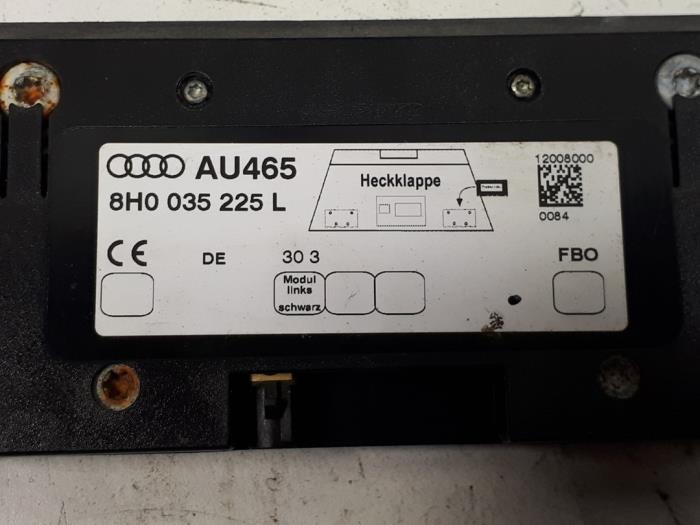 AU465
8H0 035 225 L
Heckklappe
12008000
0084
CE
DE
30 3
FBO
Modul
links
schwarz